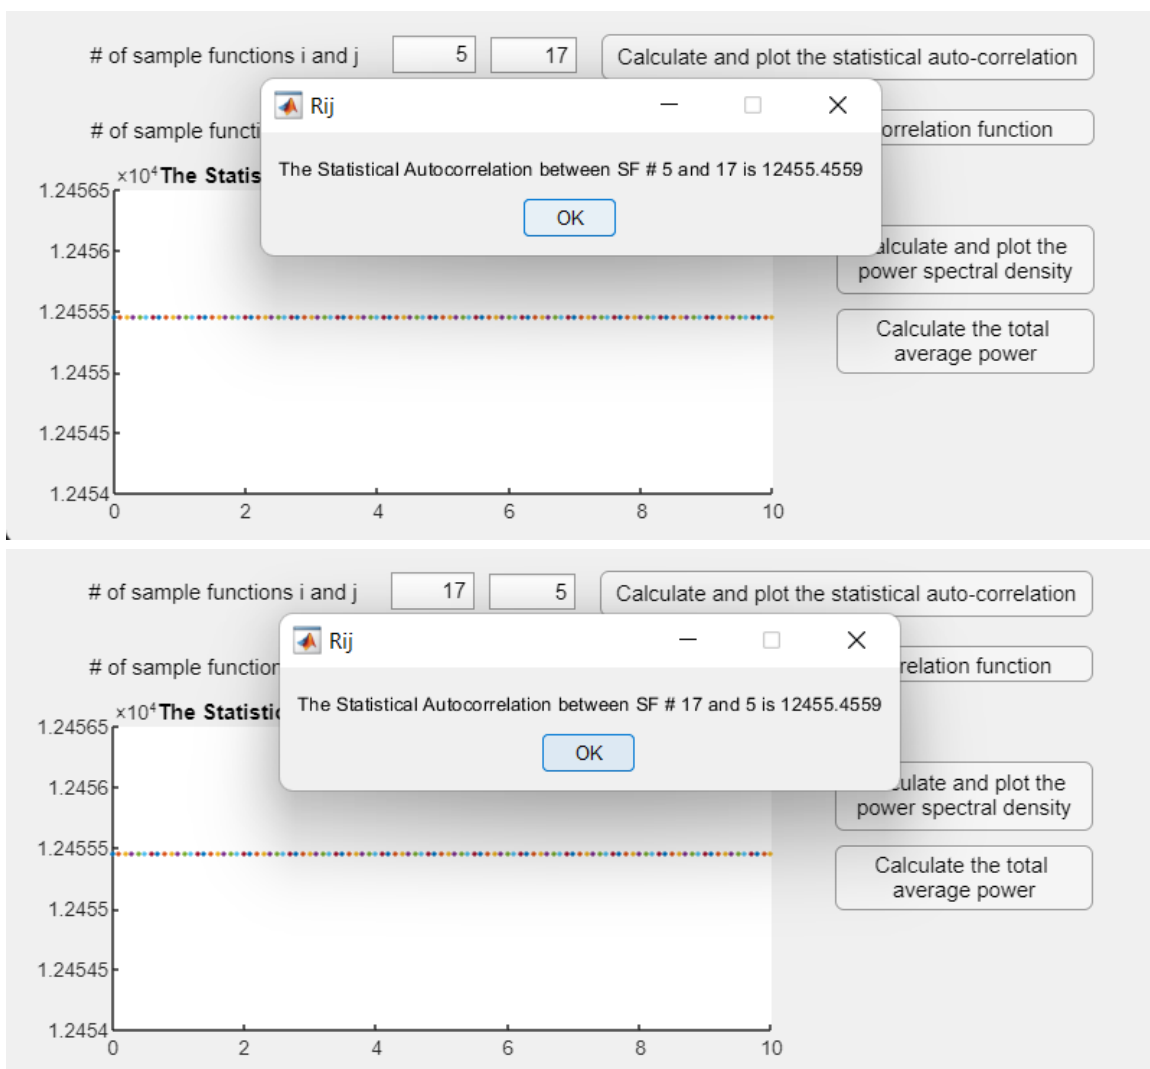 # of sample functions i and j 5 17 Calculate and plot the statistical auto-correlation
Rij
# of sample functi orrelation function
The Statistical Autocorrelation between SF # 5 and 17 is 12455.4559
×10⁴ The Statis
OK
1.24565
1.2456
1.24555
1.2455
1.24545
1.2454
0 2 4 6 8 10
alculate and plot the
power spectral density
Calculate the total
average power
# of sample functions i and j 17 5 Calculate and plot the statistical auto-correlation
Rij
# of sample function relation function
The Statistical Autocorrelation between SF # 17 and 5 is 12455.4559
×10⁴ The Statistic
OK
1.24565
1.2456
1.24555
1.2455
1.24545
1.2454
0 2 4 6 8 10
culate and plot the
power spectral density
Calculate the total
average power